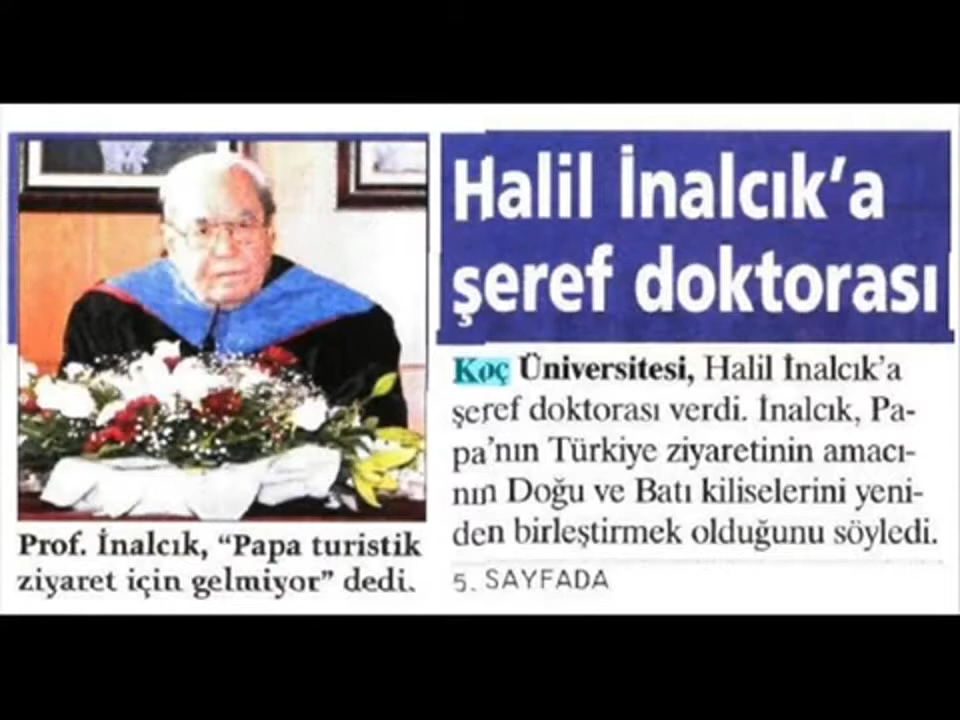 Halil İnalcık'a
şeref doktorası
Koç Üniversitesi, Halil İnalcık'a
şeref doktorası verdi. İnalcık, Pa-
pa'nın Türkiye ziyaretinin amacı-
nın Doğu ve Batı kiliselerini yeni-
den birleştirmek olduğunu söyledi.
5. SAYFADA
Prof. İnalcık, “Papa turistik
ziyaret için gelmiyor” dedi.